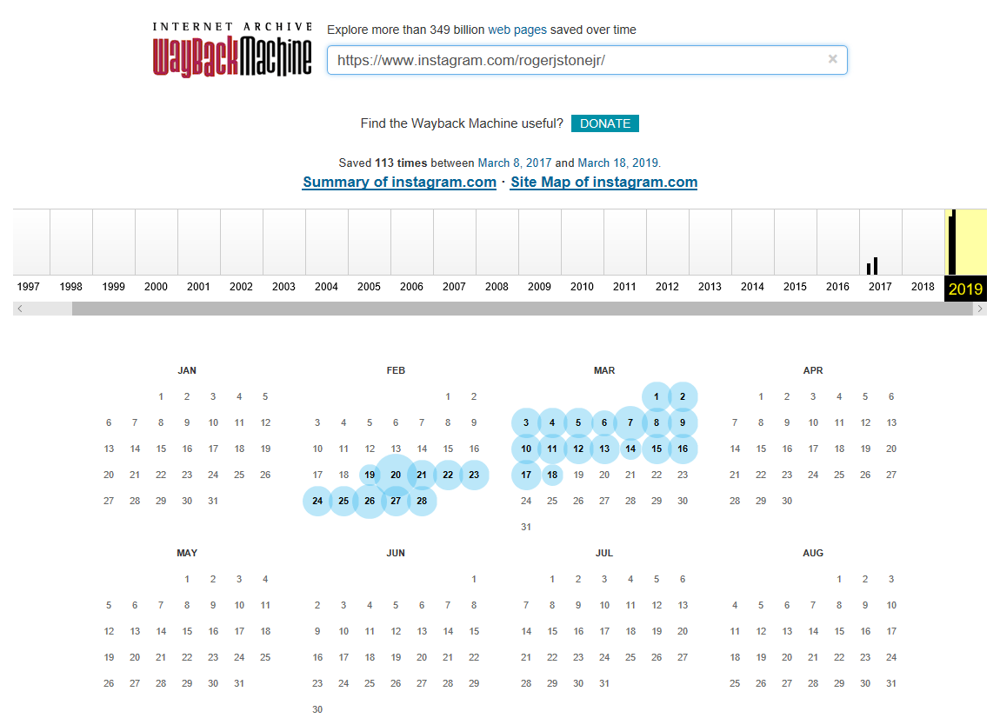 INTERNET ARCHIVE
WayBackMachine
Explore more than 349 billion web pages saved over time
https://www.instagram.com/rogerjstonejr/ ×
Find the Wayback Machine useful? DONATE
Saved 113 times between March 8, 2017 and March 18, 2019.
Summary of instagram.com · Site Map of instagram.com
1997 1998 1999 2000 2001 2002 2003 2004 2005 2006 2007 2008 2009 2010 2011 2012 2013 2014 2015 2016 2017 2018 2019
JAN
1 2 3 4 5
6 7 8 9 10 11 12
13 14 15 16 17 18 19
20 21 22 23 24 25 26
27 28 29 30 31
FEB
1 2
3 4 5 6 7 8 9
10 11 12 13 14 15 16
17 18 19 20 21 22 23
24 25 26 27 28
MAR
1 2
3 4 5 6 7 8 9
10 11 12 13 14 15 16
17 18 19 20 21 22 23
24 25 26 27 28 29 30
31
APR
1 2 3 4 5 6
7 8 9 10 11 12 13
14 15 16 17 18 19 20
21 22 23 24 25 26 27
28 29 30
MAY
1 2 3 4
5 6 7 8 9 10 11
12 13 14 15 16 17 18
19 20 21 22 23 24 25
26 27 28 29 30 31
JUN
1
2 3 4 5 6 7 8
9 10 11 12 13 14 15
16 17 18 19 20 21 22
23 24 25 26 27 28 29
30
JUL
1 2 3 4 5 6
7 8 9 10 11 12 13
14 15 16 17 18 19 20
21 22 23 24 25 26 27
28 29 30 31
AUG
1 2 3
4 5 6 7 8 9 10
11 12 13 14 15 16 17
18 19 20 21 22 23 24
25 26 27 28 29 30 31